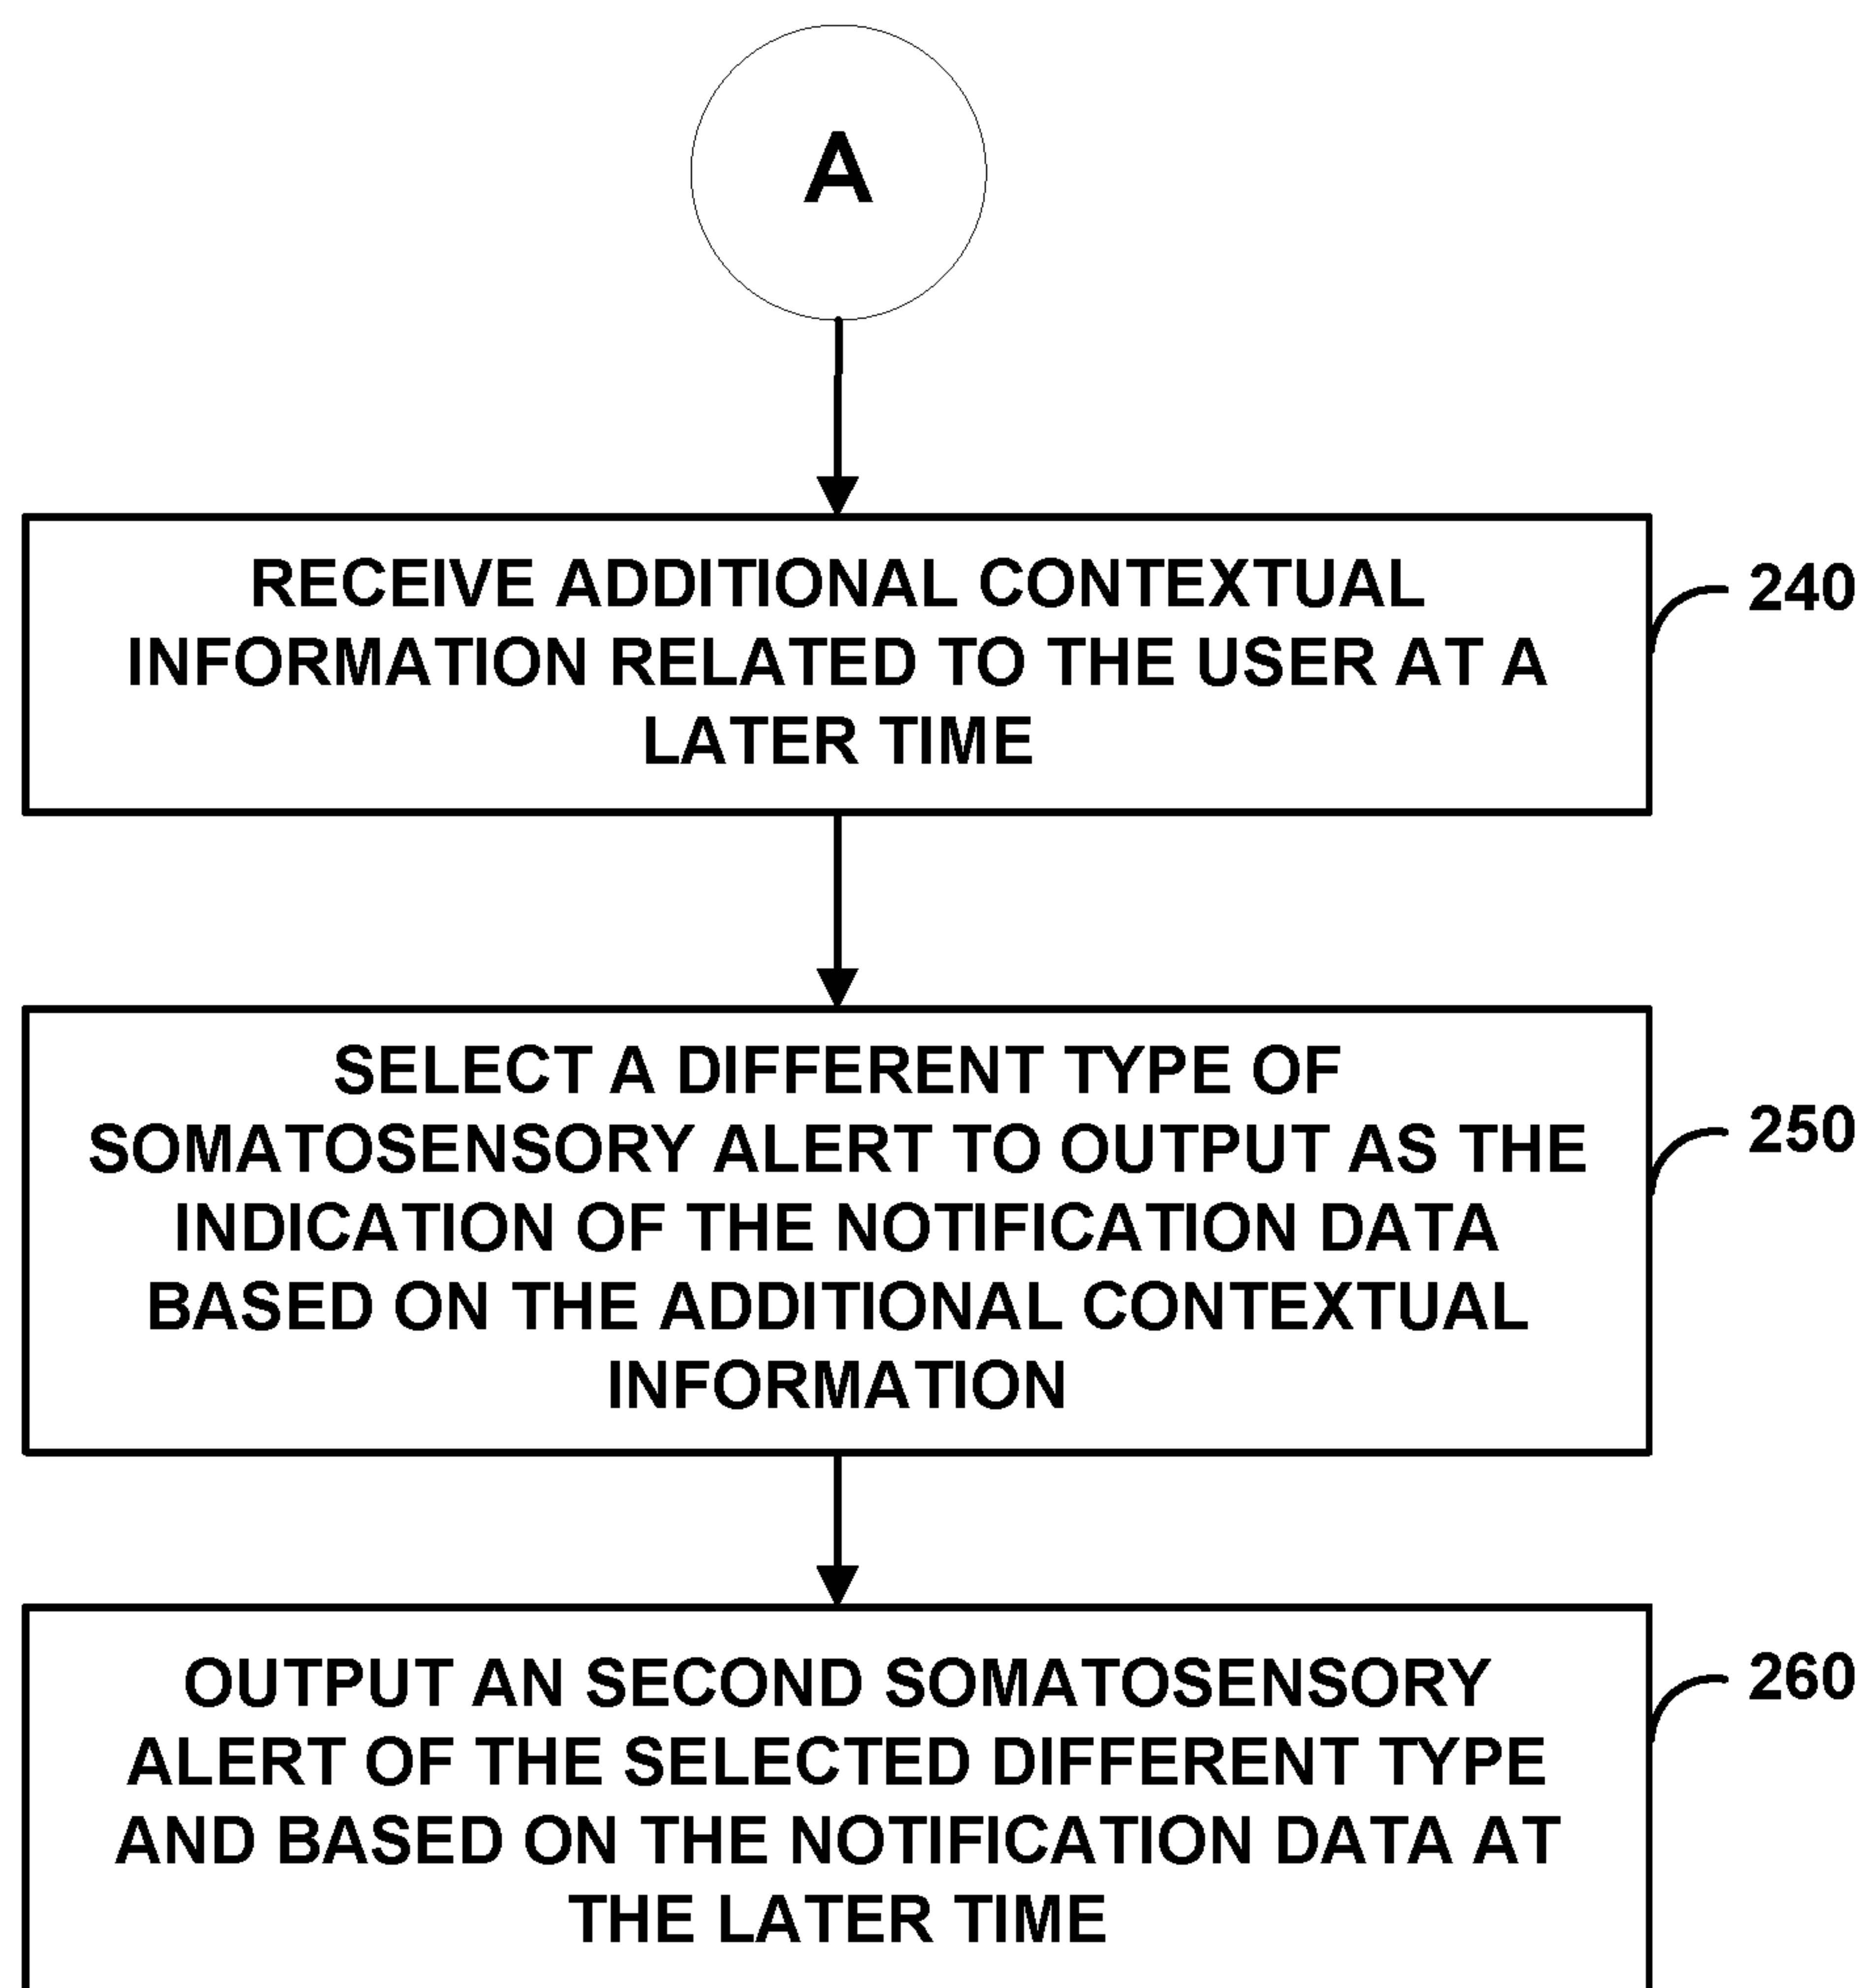 A
RECEIVE ADDITIONAL CONTEXTUAL
INFORMATION RELATED TO THE USER AT A
LATER TIME
240
SELECT A DIFFERENT TYPE OF
SOMATOSENSORY ALERT TO OUTPUT AS THE
INDICATION OF THE NOTIFICATION DATA
BASED ON THE ADDITIONAL CONTEXTUAL
INFORMATION
250
OUTPUT AN SECOND SOMATOSENSORY
ALERT OF THE SELECTED DIFFERENT TYPE
AND BASED ON THE NOTIFICATION DATA AT
THE LATER TIME
260